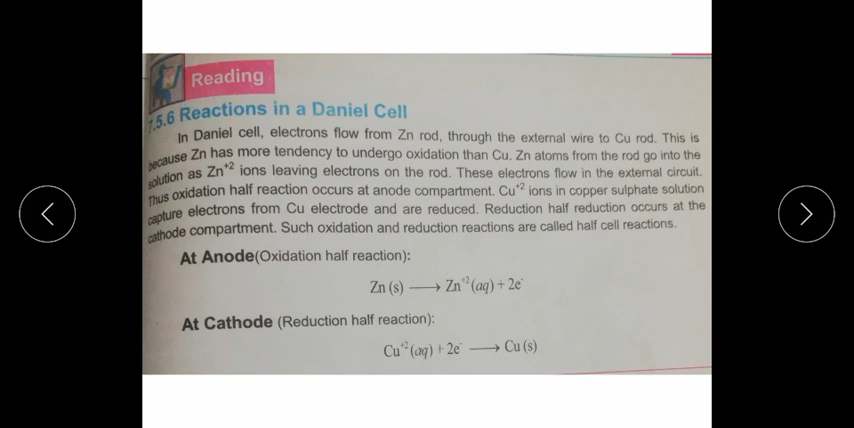 Reading
7.5.6 Reactions in a Daniel Cell
In Daniel cell, electrons flow from Zn rod, through the external wire to Cu rod. This is
because Zn has more tendency to undergo oxidation than Cu. Zn atoms from the rod go into the
solution as Zn⁺² ions leaving electrons on the rod. These electrons flow in the external circuit.
Thus oxidation half reaction occurs at anode compartment. Cu⁺² ions in copper sulphate solution
capture electrons from Cu electrode and are reduced. Reduction half reduction occurs at the
cathode compartment. Such oxidation and reduction reactions are called half cell reactions.
At Anode(Oxidation half reaction):
Zn (s) ⟶ Zn⁺²(aq) + 2e⁻
At Cathode (Reduction half reaction):
Cu⁺²(aq) + 2e⁻ ⟶ Cu (s)